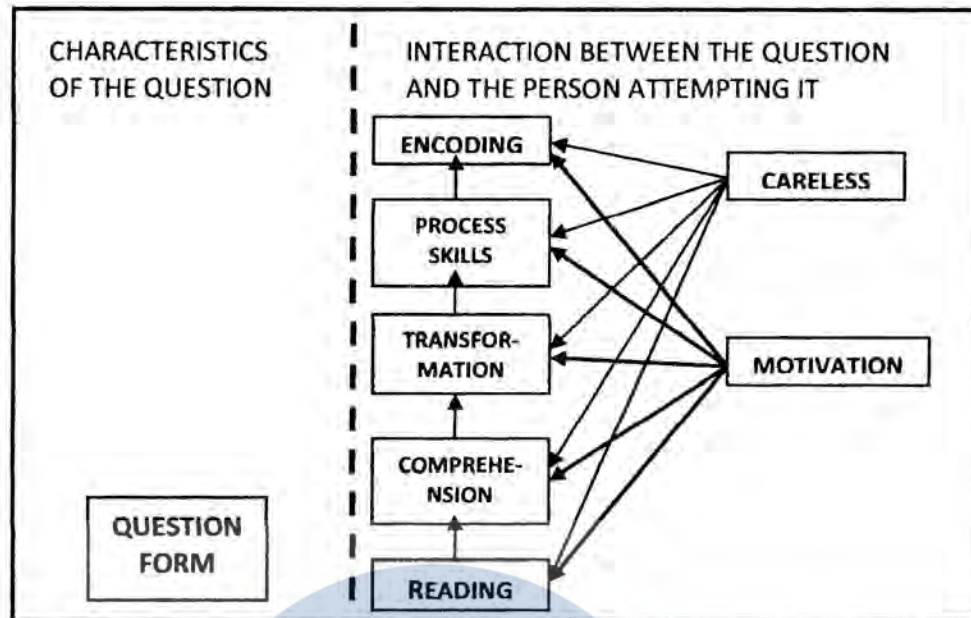 CHARACTERISTICS
OF THE QUESTION
INTERACTION BETWEEN THE QUESTION
AND THE PERSON ATTEMPTING IT
ENCODING
PROCESS
SKILLS
TRANSFOR-
MATION
COMPREHE-
NSION
READING
CARELESS
MOTIVATION
QUESTION
FORM